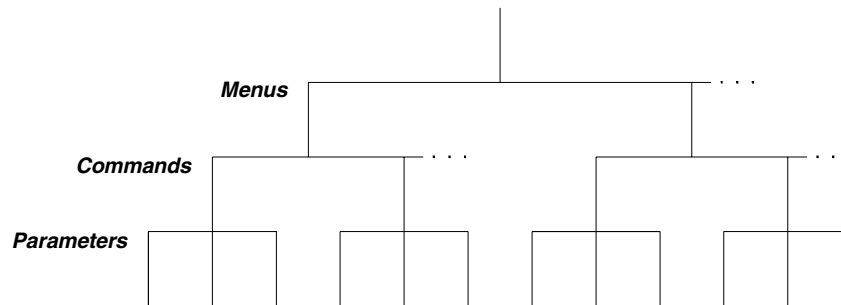 Menus
. . .
Commands
. . .
. . .
Parameters